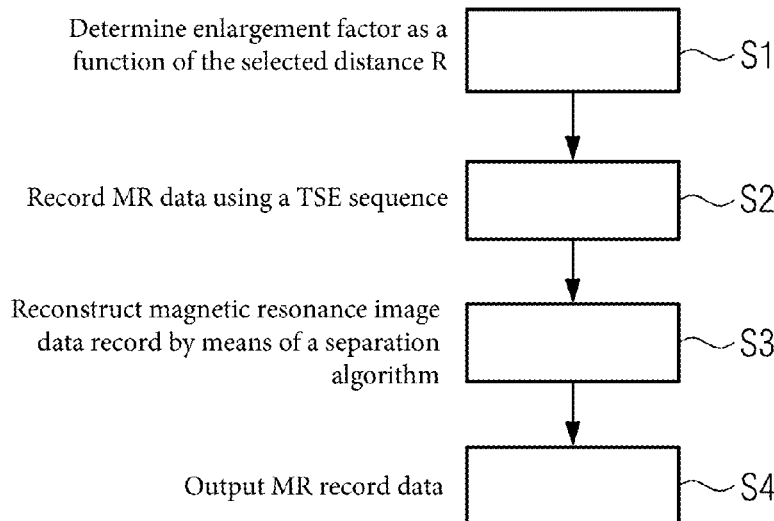 Determine enlargement factor as a
function of the selected distance R
S1
Record MR data using a TSE sequence
S2
Reconstruct magnetic resonance image
data record by means of a separation
algorithm
S3
Output MR record data
S4